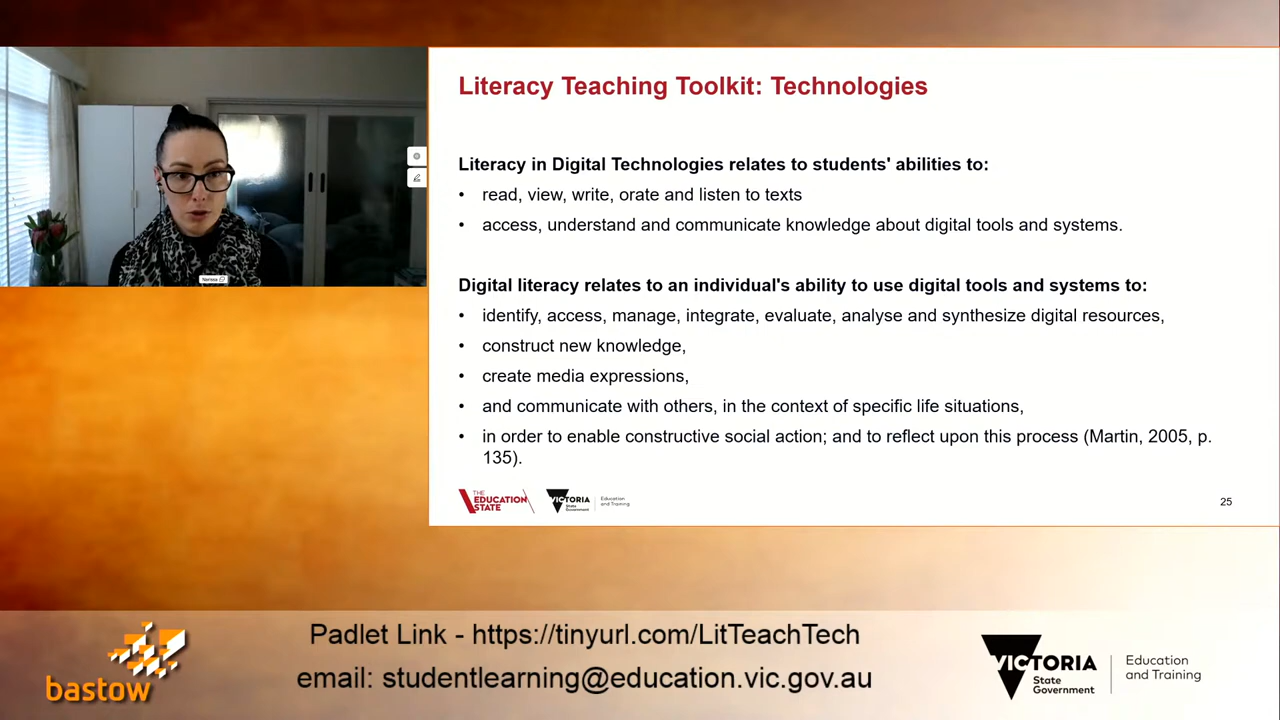 Literacy Teaching Toolkit: Technologies
Literacy in Digital Technologies relates to students' abilities to:
• read, view, write, orate and listen to texts
• access, understand and communicate knowledge about digital tools and systems.
Digital literacy relates to an individual's ability to use digital tools and systems to:
• identify, access, manage, integrate, evaluate, analyse and synthesize digital resources,
• construct new knowledge,
• create media expressions,
• and communicate with others, in the context of specific life situations,
• in order to enable constructive social action; and to reflect upon this process (Martin, 2005, p.
135).
THE
EDUCATION
STATE
VICTORIA
State
Government
Education
and Training
25
Nerissa
bastow
Padlet Link - https://tinyurl.com/LitTeachTech
email: studentlearning@education.vic.gov.au
VICTORIA
State
Government
Education
and Training